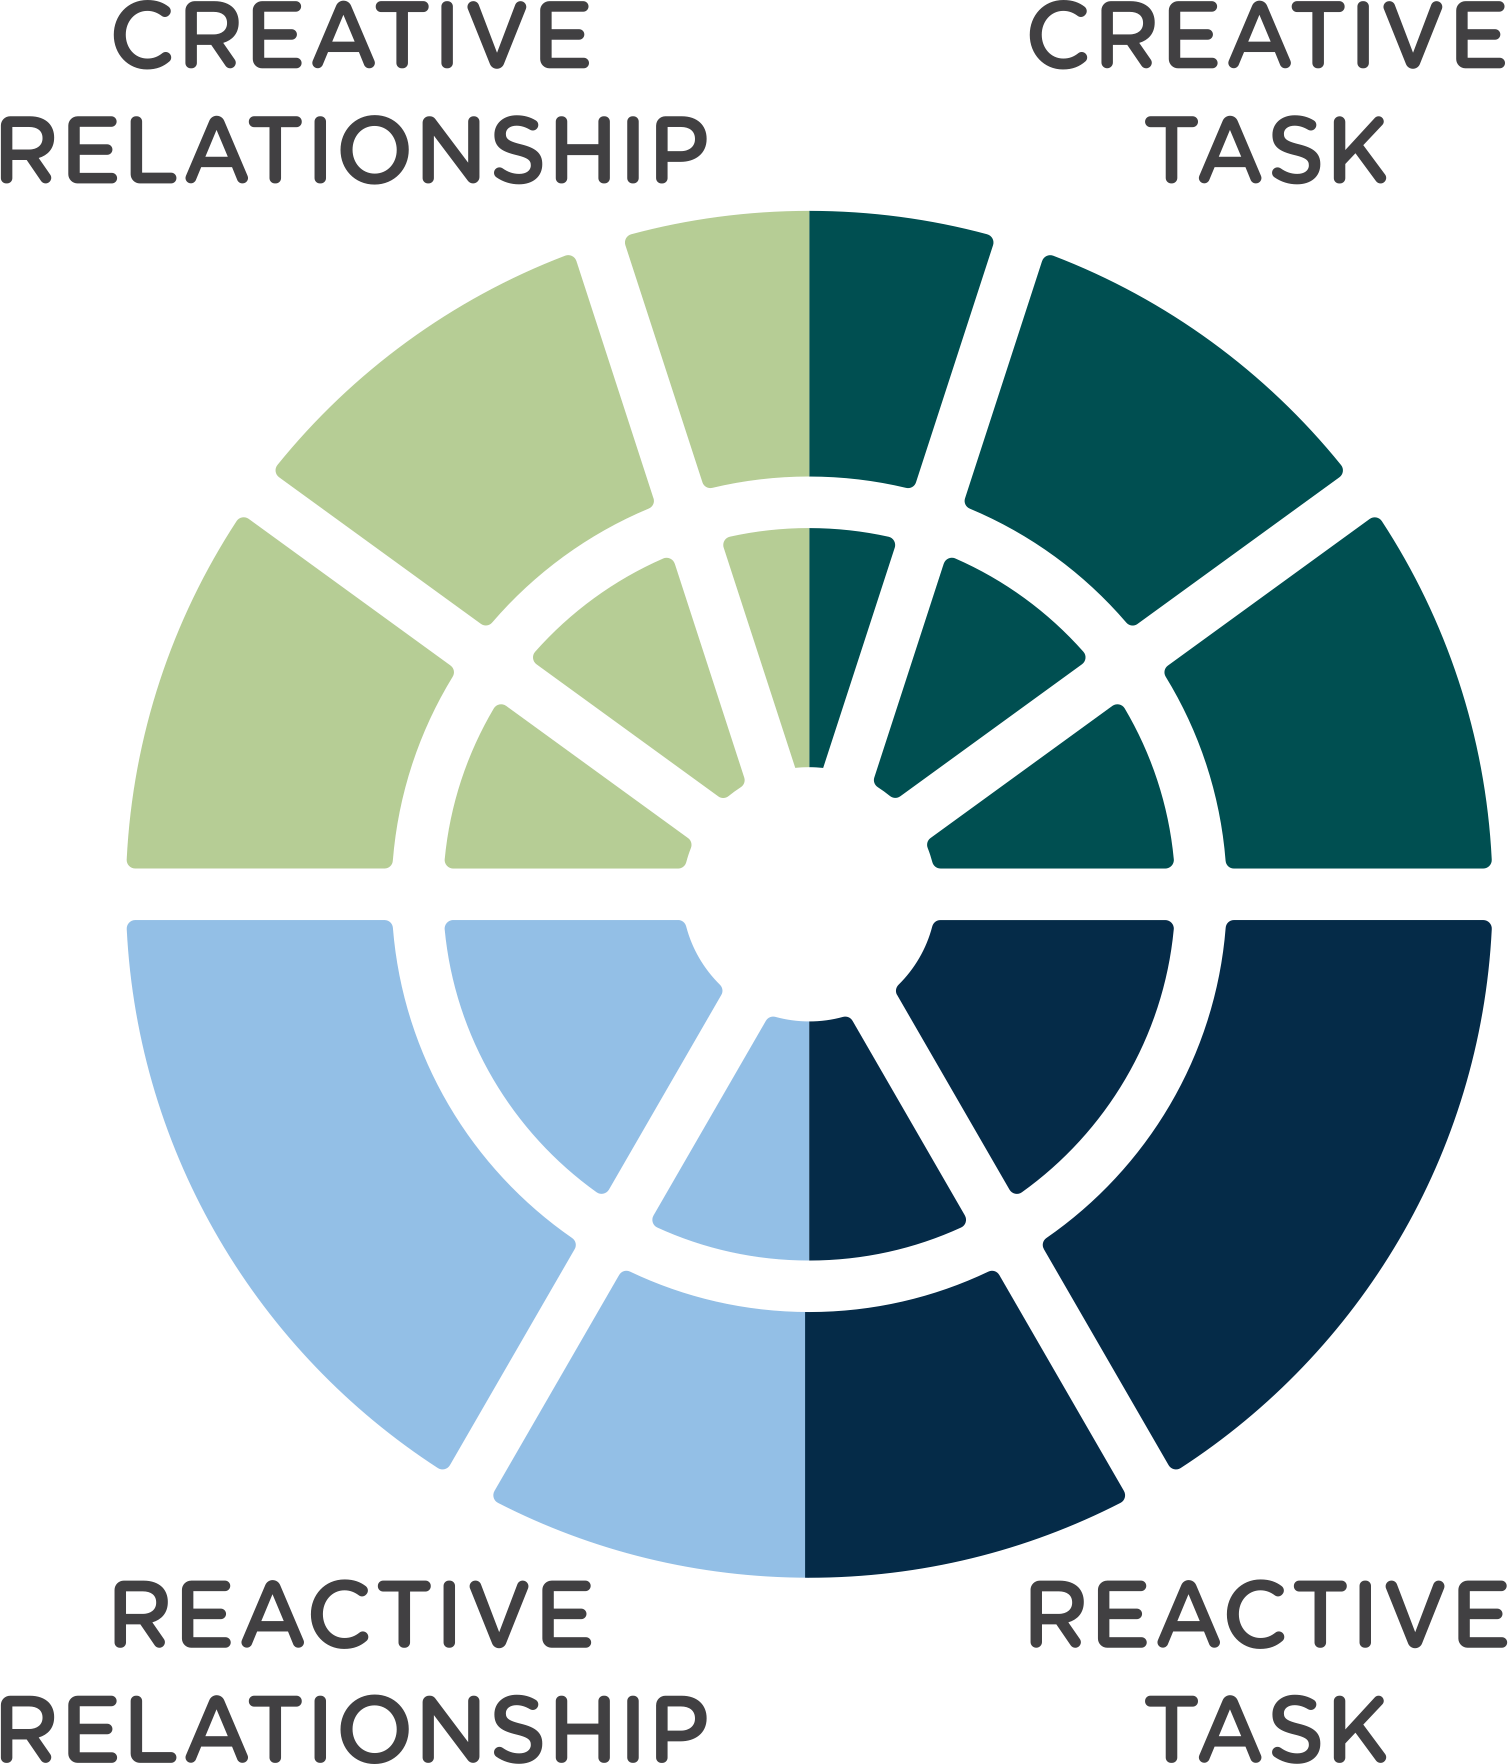 CREATIVE
RELATIONSHIP
CREATIVE
TASK
REACTIVE
RELATIONSHIP
REACTIVE
TASK